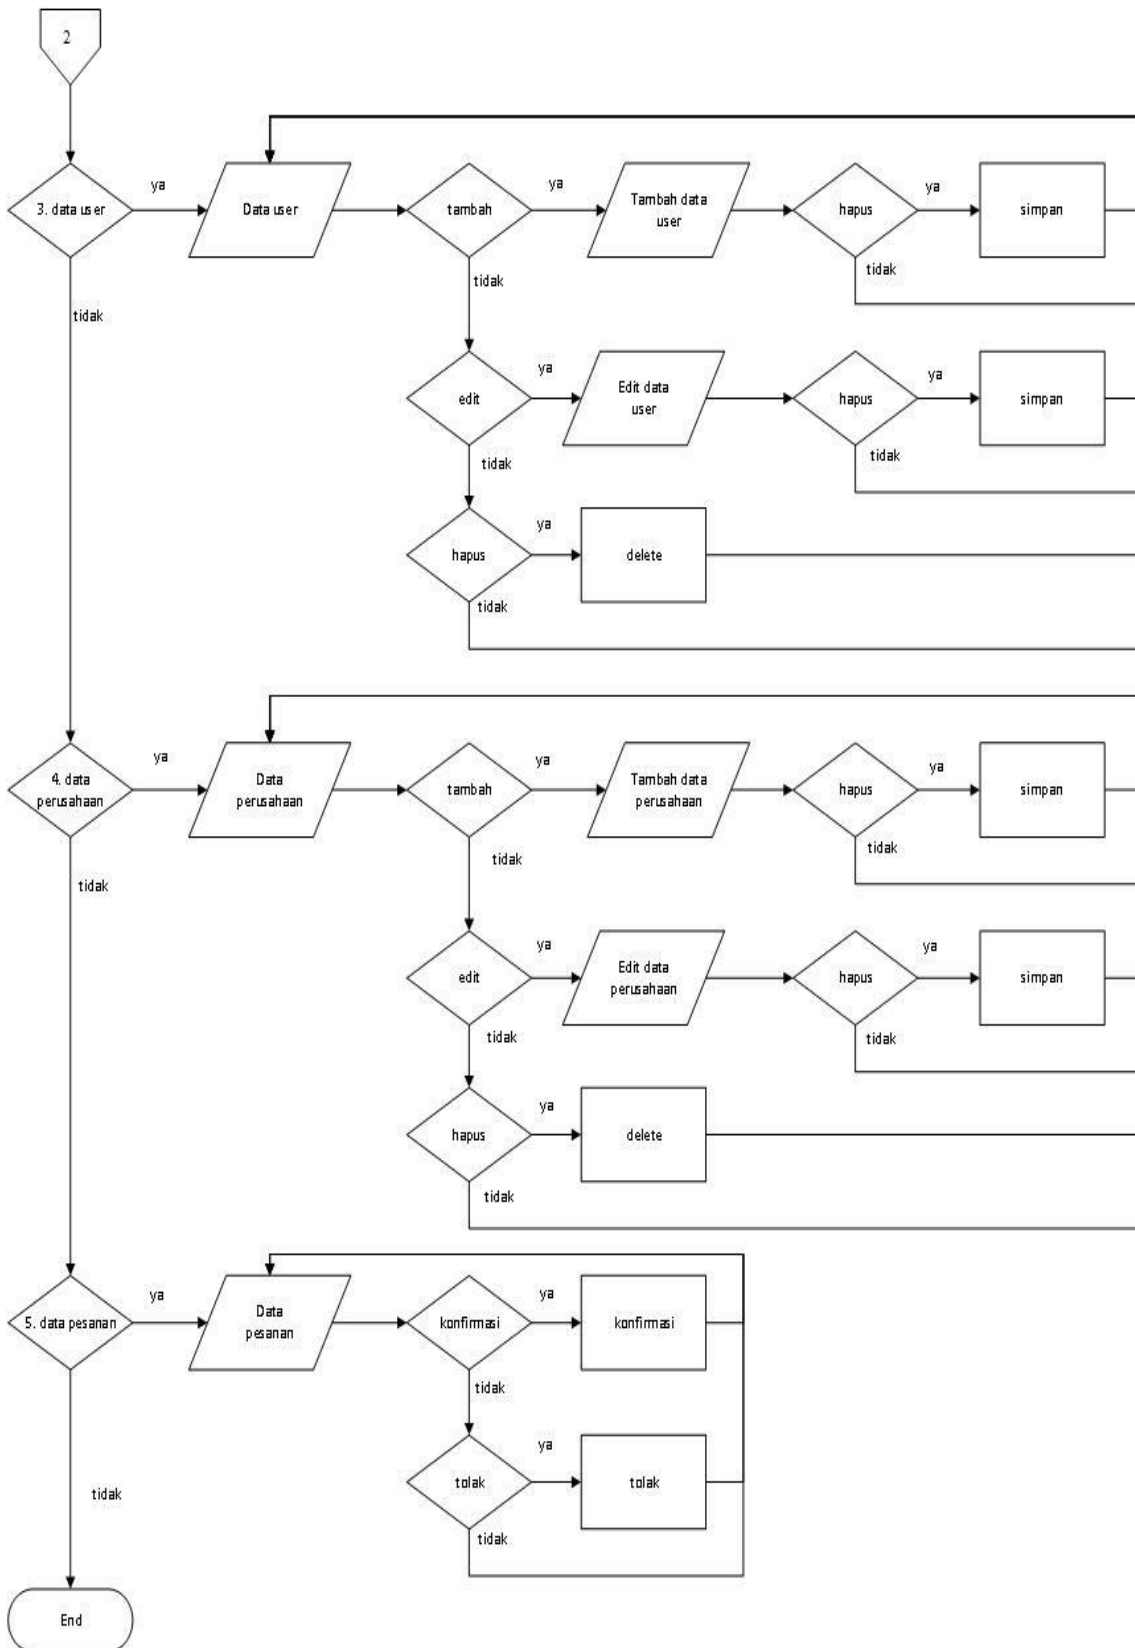 2
3. data user
ya
Data user
tambah
ya
Tambah data
user
hapus
ya
simpan
tidak
tidak
tidak
edit
ya
Edit data
user
hapus
ya
simpan
tidak
tidak
hapus
ya
delete
tidak
4. data
perusahaan
ya
Data
perusahaan
tambah
ya
Tambah data
perusahaan
hapus
ya
simpan
tidak
tidak
tidak
edit
ya
Edit data
perusahaan
hapus
ya
simpan
tidak
tidak
hapus
ya
delete
tidak
5. data pesanan
ya
Data
pesanan
konfirmasi
ya
konfirmasi
tidak
tolak
ya
tolak
tidak
tidak
End